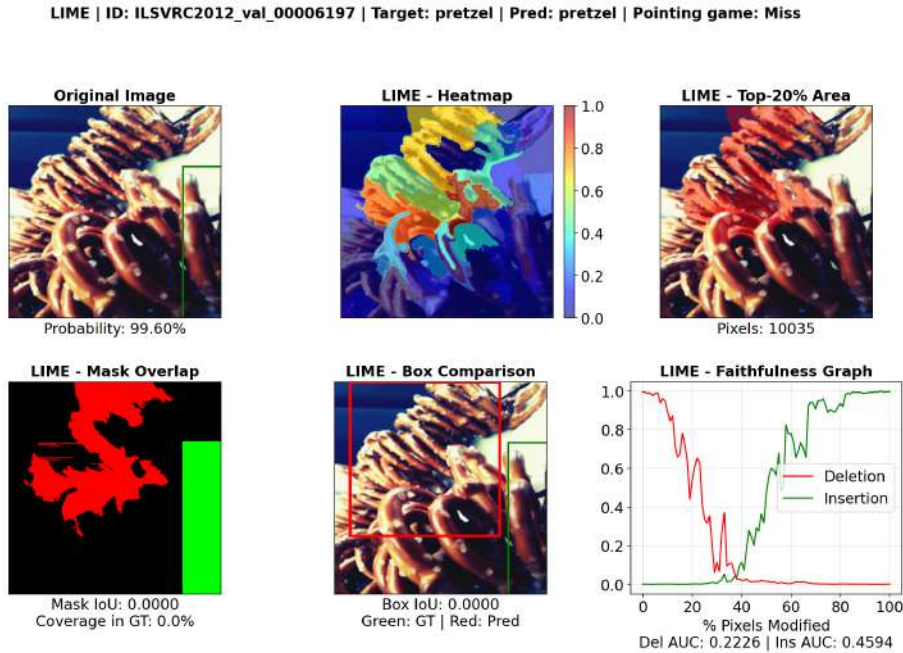 LIME | ID: ILSVRC2012_val_00006197 | Target: pretzel | Pred: pretzel | Pointing game: Miss
Original Image
Probability: 99.60%
LIME - Heatmap
1.0
0.8
0.6
0.4
0.2
0.0
LIME - Top-20% Area
Pixels: 10035
LIME - Mask Overlap
Mask IoU: 0.0000
Coverage in GT: 0.0%
LIME - Box Comparison
Box IoU: 0.0000
Green: GT | Red: Pred
LIME - Faithfulness Graph
1.0
0.8
0.6
0.4
0.2
0.0
Deletion
Insertion
0 20 40 60 80 100
% Pixels Modified
Del AUC: 0.2226 | Ins AUC: 0.4594